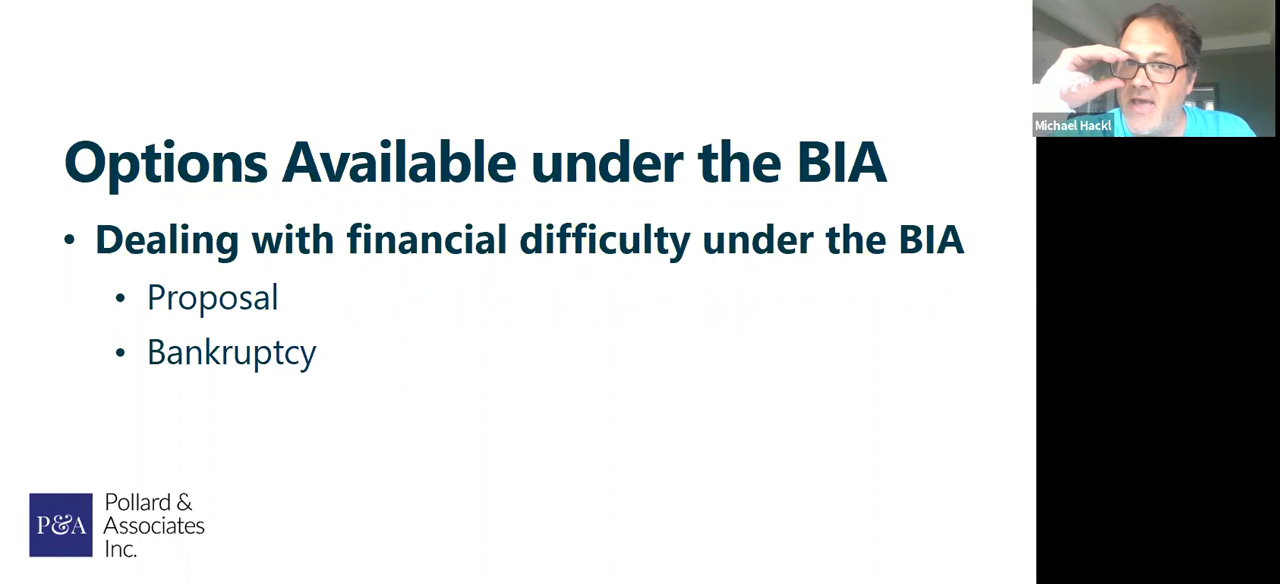 Options Available under the BIA
• Dealing with financial difficulty under the BIA
• Proposal
• Bankruptcy
P&A
Pollard &
Associates
Inc.
Michael Hackl